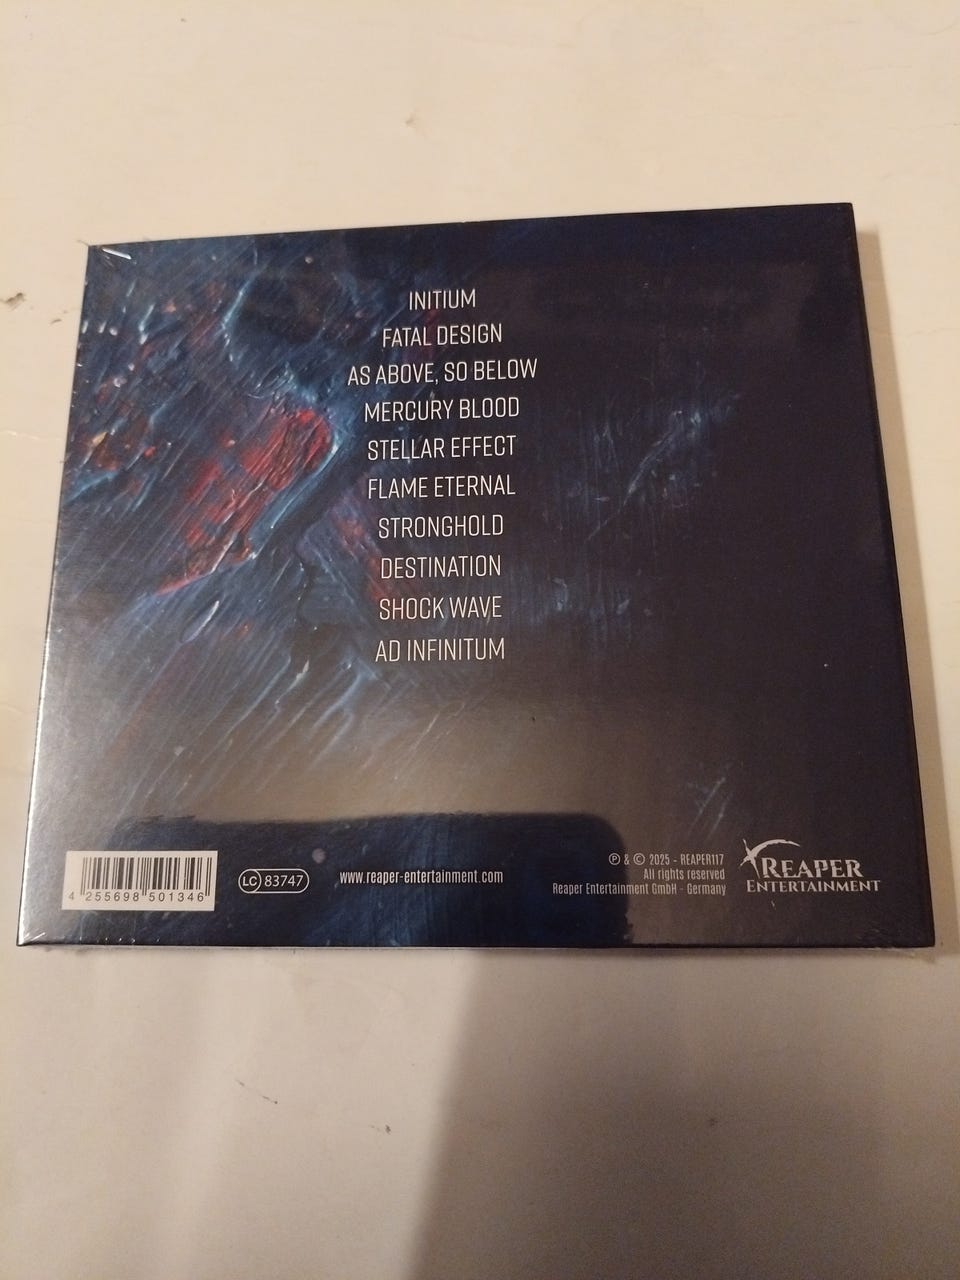 INITIUM
FATAL DESIGN
AS ABOVE, SO BELOW
MERCURY BLOOD
STELLAR EFFECT
FLAME ETERNAL
STRONGHOLD
DESTINATION
SHOCK WAVE
AD INFINITUM
4 255698 501346
LC 83747
www.reaper-entertainment.com
℗ & © 2025 - REAPER117
All rights reserved
Reaper Entertainment GmbH - Germany
REAPER
ENTERTAINMENT